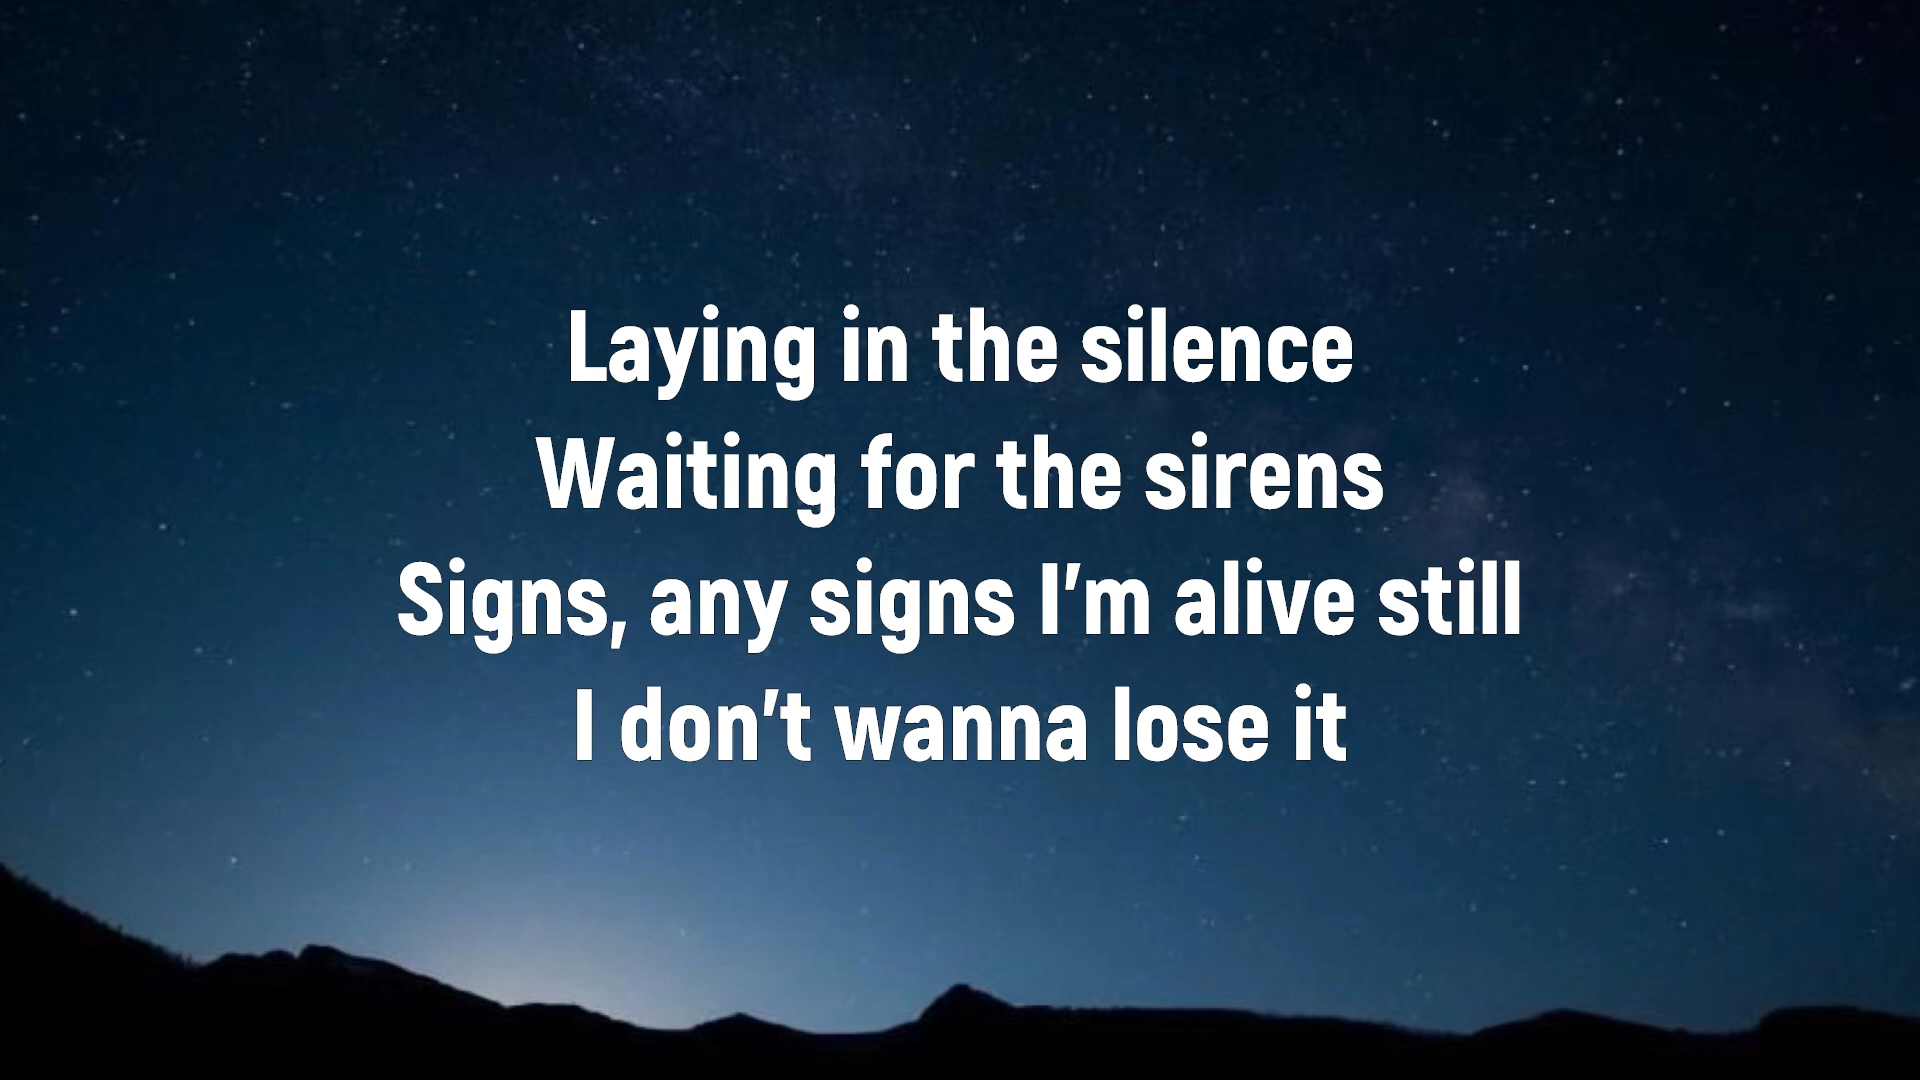 Laying in the silence
Waiting for the sirens
Signs, any signs I'm alive still
I don't wanna lose it